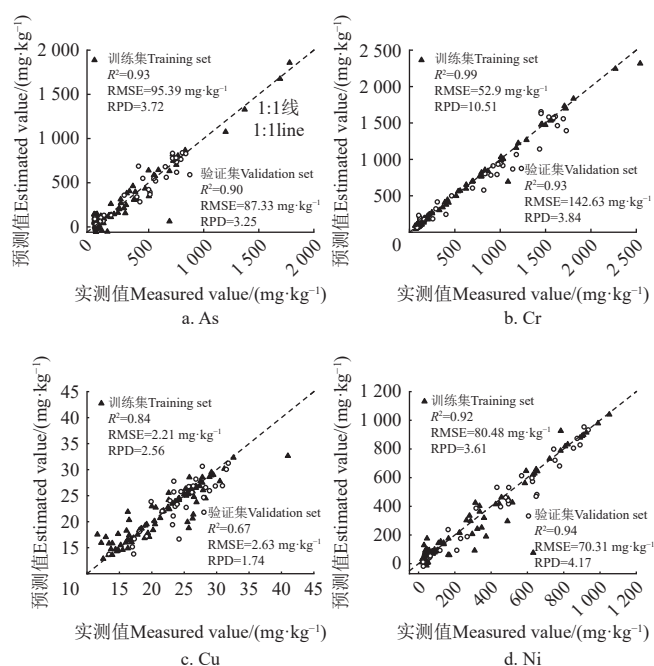 2 000
1 500
1 000
500
0
预测值Estimated value/(mg·kg⁻¹)
训练集Training set
R²=0.93
RMSE=95.39 mg·kg⁻¹
RPD=3.72
1:1线
1:1line
验证集Validation set
R²=0.90
RMSE=87.33 mg·kg⁻¹
RPD=3.25
0
500
1 000
1 500
2 000
实测值Measured value/(mg·kg⁻¹)
a. As
2 500
2 000
1 500
1 000
500
0
预测值Estimated value/(mg·kg⁻¹)
训练集Training set
R²=0.99
RMSE=52.9 mg·kg⁻¹
RPD=10.51
验证集Validation set
R²=0.93
RMSE=142.63 mg·kg⁻¹
RPD=3.84
0
500
1 000
1 500
2 000
2 500
实测值Measured value/(mg·kg⁻¹)
b. Cr
45
40
35
30
25
20
15
10
预测值Estimated value/(mg·kg⁻¹)
训练集Training set
R²=0.84
RMSE=2.21 mg·kg⁻¹
RPD=2.56
验证集Validation set
R²=0.67
RMSE=2.63 mg·kg⁻¹
RPD=1.74
15
20
25
30
35
40
45
实测值Measured value/(mg·kg⁻¹)
c. Cu
1 200
1 000
800
600
400
200
0
预测值Estimated value/(mg·kg⁻¹)
训练集Training set
R²=0.92
RMSE=80.48 mg·kg⁻¹
RPD=3.61
验证集Validation set
R²=0.94
RMSE=70.31 mg·kg⁻¹
RPD=4.17
0
200
400
600
800
1 000
1 200
实测值Measured value/(mg·kg⁻¹)
d. Ni